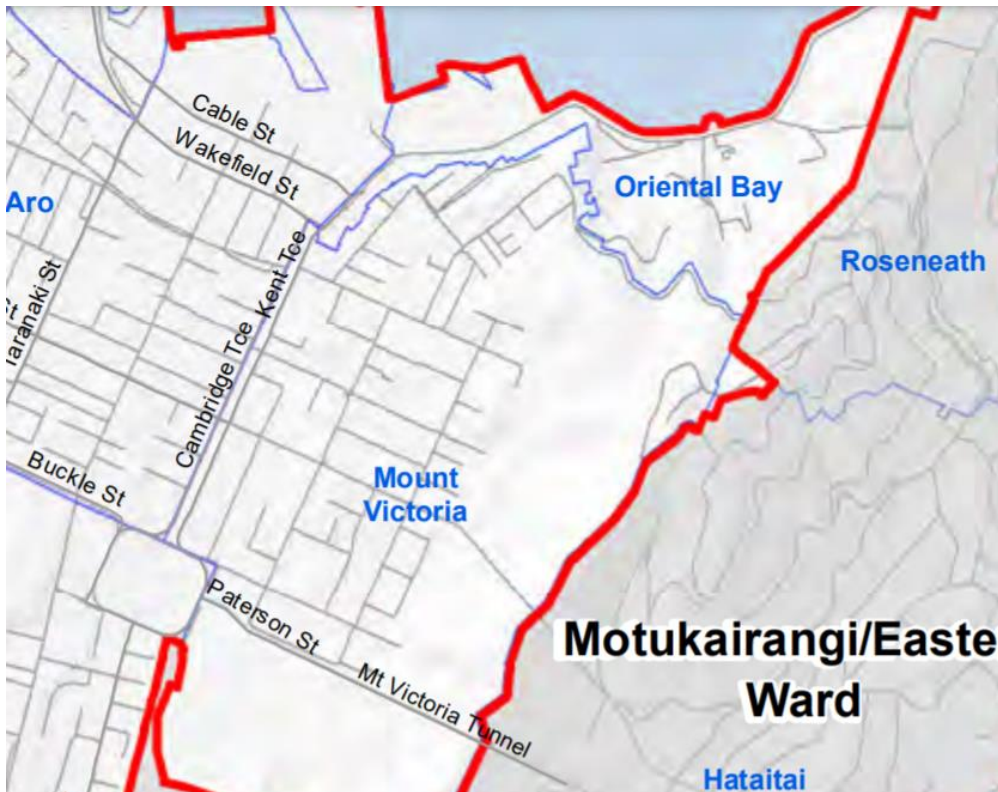 Cable St
Wakefield St
Aro
Oriental Bay
Roseneath
Taranaki St
Kent Tce
Cambridge Tce
Buckle St
Mount
Victoria
Paterson St
Mt Victoria Tunnel
Motukairangi/Easte
Ward
Hataitai